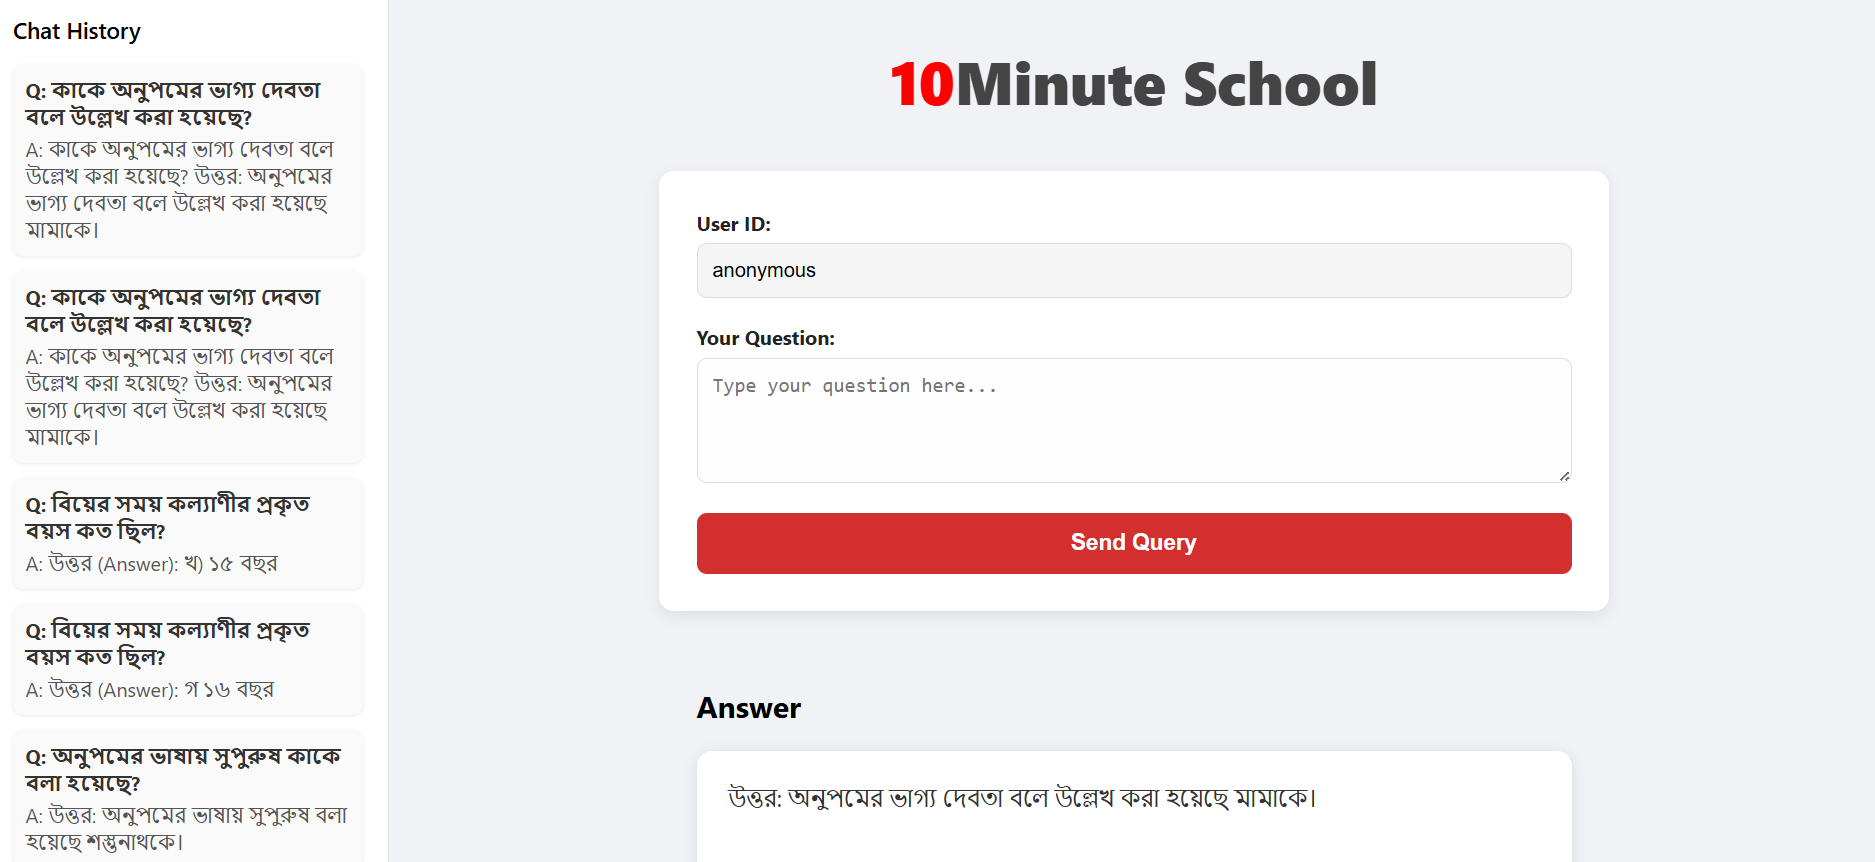 Chat History
Q: কাকে অনুপমের ভাগ্য দেবতা
বলে উল্লেখ করা হয়েছে?
A: কাকে অনুপমের ভাগ্য দেবতা বলে
উল্লেখ করা হয়েছে? উত্তর: অনুপমের
ভাগ্য দেবতা বলে উল্লেখ করা হয়েছে
মামাকে।
Q: কাকে অনুপমের ভাগ্য দেবতা
বলে উল্লেখ করা হয়েছে?
A: কাকে অনুপমের ভাগ্য দেবতা বলে
উল্লেখ করা হয়েছে? উত্তর: অনুপমের
ভাগ্য দেবতা বলে উল্লেখ করা হয়েছে
মামাকে।
Q: বিয়ের সময় কল্যাণীর প্রকৃত
বয়স কত ছিল?
A: উত্তর (Answer): খ) ১৫ বছর
Q: বিয়ের সময় কল্যাণীর প্রকৃত
বয়স কত ছিল?
A: উত্তর (Answer): গ ১৬ বছর
Q: অনুপমের ভাষায় সুপুরুষ কাকে
বলা হয়েছে?
A: উত্তর: অনুপমের ভাষায় সুপুরুষ বলা
হয়েছে শম্ভুনাথকে।
10Minute School
User ID:
anonymous
Your Question:
Type your question here...
Send Query
Answer
উত্তর: অনুপমের ভাগ্য দেবতা বলে উল্লেখ করা হয়েছে মামাকে।